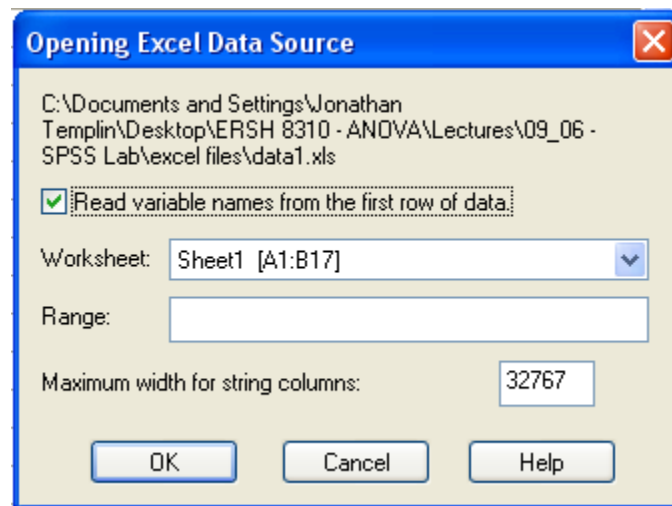 Opening Excel Data Source
C:\Documents and Settings\Jonathan
Templin\Desktop\ERSH 8310 - ANOVA\Lectures\09_06 -
SPSS Lab\excel files\data1.xls
Read variable names from the first row of data.
Worksheet: Sheet1 [A1:B17]
Range:
Maximum width for string columns: 32767
OK Cancel Help